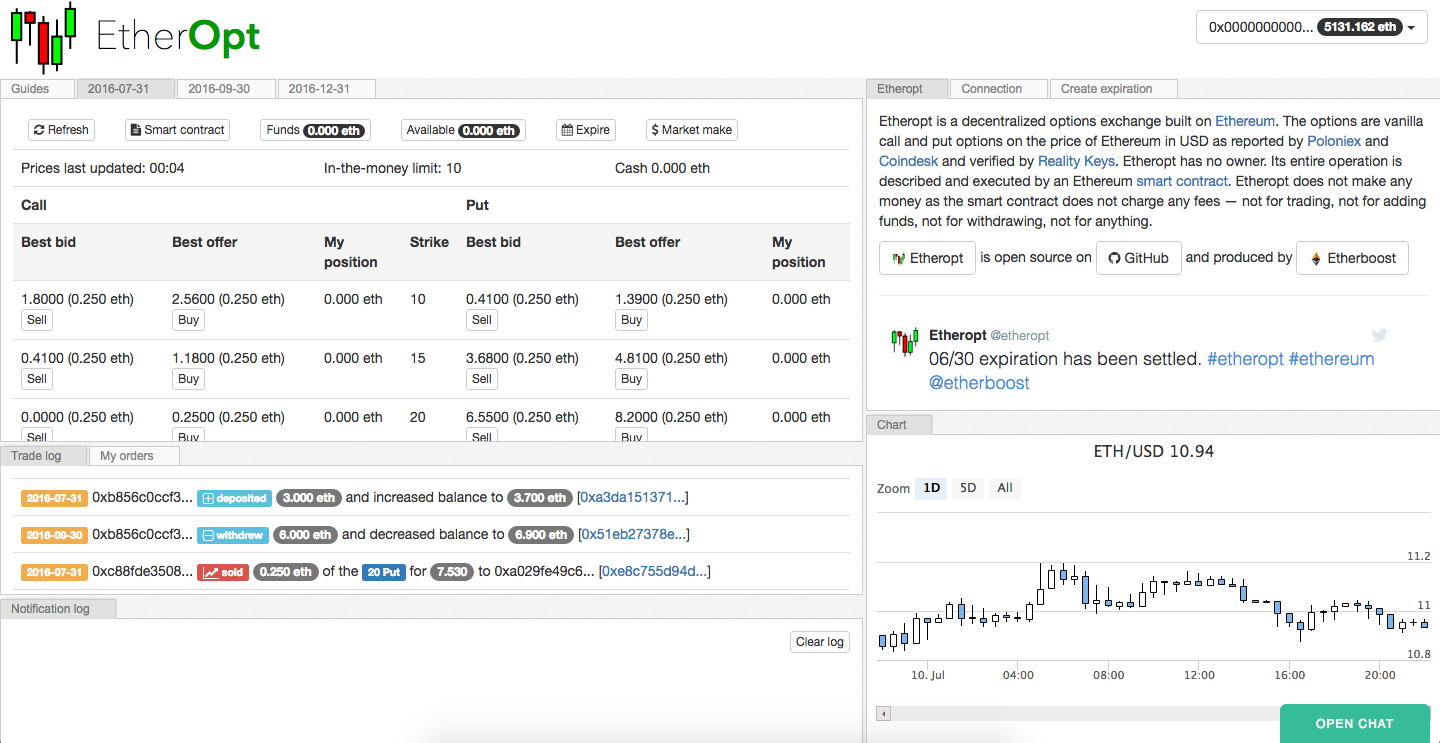 EtherOpt
0x0000000000... 5131.162 eth
Guides 2016-07-31 2016-09-30 2016-12-31
Refresh Smart contract Funds 0.000 eth Available 0.000 eth Expire $ Market make
Prices last updated: 00:04 In-the-money limit: 10 Cash 0.000 eth
Call Put
Best bid Best offer My position Strike Best bid Best offer My position
1.8000 (0.250 eth) 2.5600 (0.250 eth) 0.000 eth 10 0.4100 (0.250 eth) 1.3900 (0.250 eth) 0.000 eth
Sell Buy Sell Buy
0.4100 (0.250 eth) 1.1800 (0.250 eth) 0.000 eth 15 3.6800 (0.250 eth) 4.8100 (0.250 eth) 0.000 eth
Sell Buy Sell Buy
0.0000 (0.250 eth) 0.2500 (0.250 eth) 0.000 eth 20 6.5500 (0.250 eth) 8.2000 (0.250 eth) 0.000 eth
Sell Buy Sell Buy
Trade log My orders
2016-07-31 0xb856c0ccf3... deposited 3.000 eth and increased balance to 3.700 eth [0xa3da151371...]
2016-09-30 0xb856c0ccf3... withdrew 6.000 eth and decreased balance to 6.900 eth [0x51eb27378e...]
2016-07-31 0xc88fde3508... sold 0.250 eth of the 20 Put for 7.530 to 0xa029fe49c6... [0xe8c755d94d...]
Notification log
Clear log
Etheropt Connection Create expiration
Etheropt is a decentralized options exchange built on Ethereum. The options are vanilla
call and put options on the price of Ethereum in USD as reported by Poloniex and
Coindesk and verified by Reality Keys. Etheropt has no owner. Its entire operation is
described and executed by an Ethereum smart contract. Etheropt does not make any
money as the smart contract does not charge any fees — not for trading, not for adding
funds, not for withdrawing, not for anything.
Etheropt is open source on GitHub and produced by Etherboost
Etheropt @etheropt
06/30 expiration has been settled. #etheropt #ethereum
@etherboost
Chart
ETH/USD 10.94
Zoom 1D 5D All
11.2
11
10.8
10. Jul 04:00 08:00 12:00 16:00 20:00
OPEN CHAT